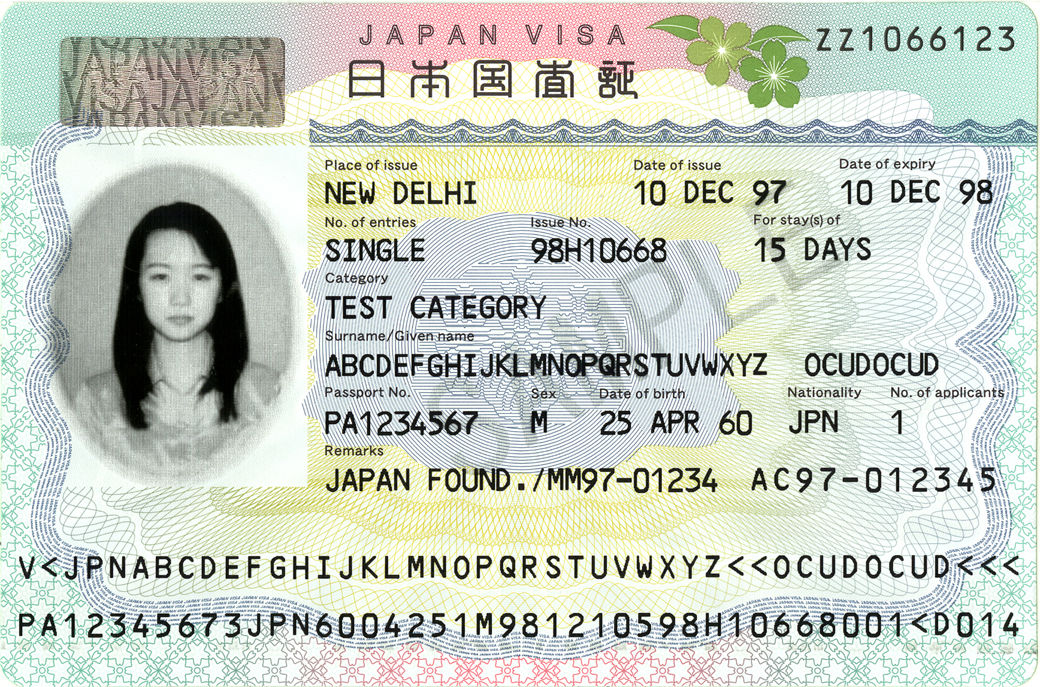 JAPAN VISA
ZZ1066123
日本国査証
JAPANVISA
VISAJAPAN
JAPANVISA
Place of issue Date of issue Date of expiry
NEW DELHI 10 DEC 97 10 DEC 98
No. of entries Issue No. For stay(s) of
SINGLE 98H10668 15 DAYS
Category
TEST CATEGORY
Surname/Given name
ABCDEFGHIJKLMNOPQRSTUVWXYZ OCUDOCUD
Passport No. Sex Date of birth Nationality No. of applicants
PA1234567 M 25 APR 60 JPN 1
Remarks
JAPAN FOUND./MM97-01234 AC97-012345
SAMPLE
V<JPNABCDEFGHIJKLMNOPQRSTUVWXYZ<<OCUDOCUD<<<
PA12345673JPN6004251M981210598H10668001<D014